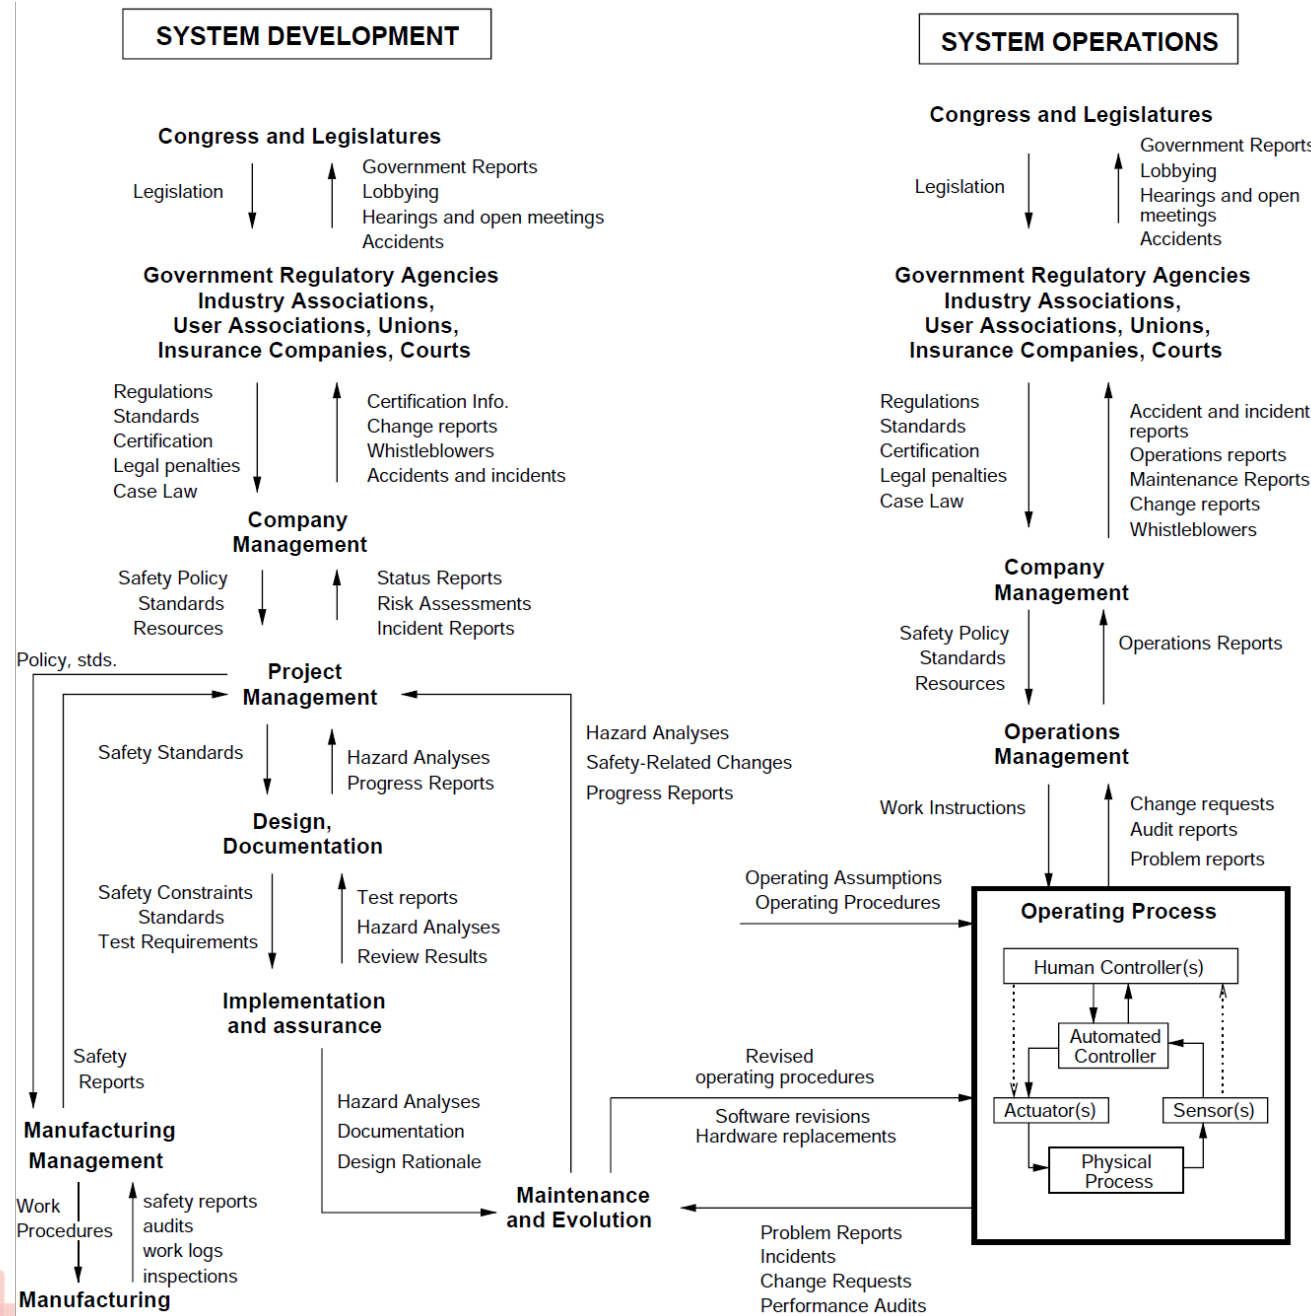 SYSTEM DEVELOPMENT
Congress and Legislatures
Legislation
Government Reports
Lobbying
Hearings and open meetings
Accidents
Government Regulatory Agencies
Industry Associations,
User Associations, Unions,
Insurance Companies, Courts
Regulations
Standards
Certification
Legal penalties
Case Law
Certification Info.
Change reports
Whistleblowers
Accidents and incidents
Company
Management
Safety Policy
Standards
Resources
Status Reports
Risk Assessments
Incident Reports
Policy, stds.
Project
Management
Safety Standards
Hazard Analyses
Progress Reports
Hazard Analyses
Safety-Related Changes
Progress Reports
Design,
Documentation
Safety Constraints
Standards
Test Requirements
Test reports
Hazard Analyses
Review Results
Implementation
and assurance
Safety
Reports
Hazard Analyses
Documentation
Design Rationale
Manufacturing
Management
Work
Procedures
safety reports
audits
work logs
inspections
Manufacturing
Maintenance
and Evolution
SYSTEM OPERATIONS
Congress and Legislatures
Legislation
Government Reports
Lobbying
Hearings and open
meetings
Accidents
Government Regulatory Agencies
Industry Associations,
User Associations, Unions,
Insurance Companies, Courts
Regulations
Standards
Certification
Legal penalties
Case Law
Accident and incident
reports
Operations reports
Maintenance Reports
Change reports
Whistleblowers
Company
Management
Safety Policy
Standards
Resources
Operations Reports
Operations
Management
Work Instructions
Change requests
Audit reports
Problem reports
Operating Assumptions
Operating Procedures
Operating Process
Human Controller(s)
Automated
Controller
Actuator(s)
Sensor(s)
Physical
Process
Revised
operating procedures
Software revisions
Hardware replacements
Problem Reports
Incidents
Change Requests
Performance Audits